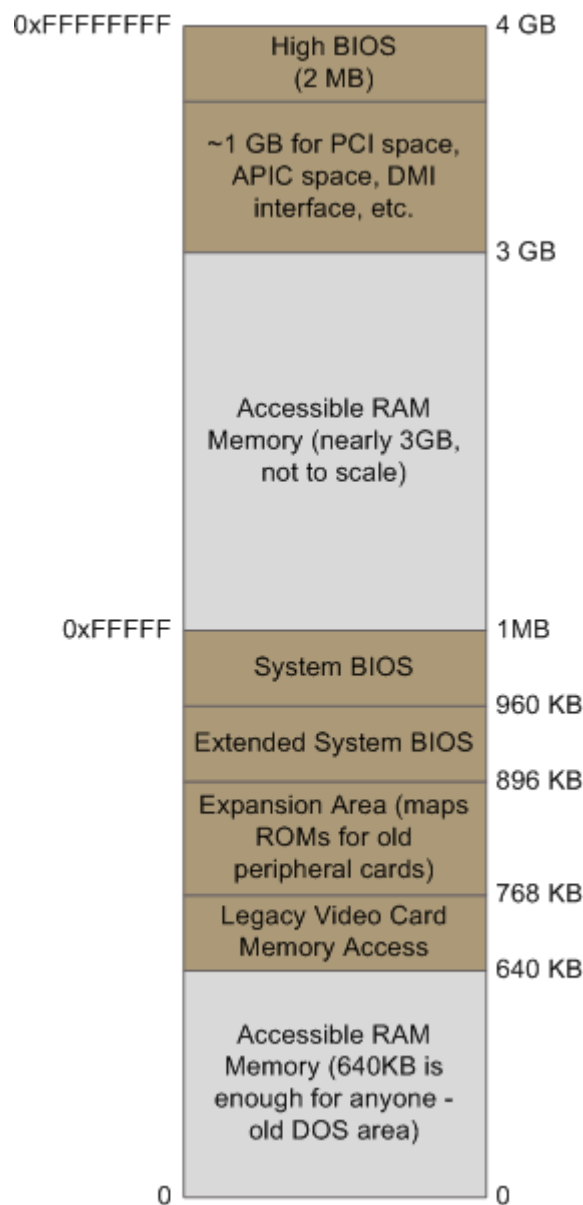 0xFFFFFFFF
4 GB
High BIOS
(2 MB)
~1 GB for PCI space,
APIC space, DMI
interface, etc.
3 GB
Accessible RAM
Memory (nearly 3GB,
not to scale)
0xFFFFF
1MB
System BIOS
960 KB
Extended System BIOS
896 KB
Expansion Area (maps
ROMs for old
peripheral cards)
768 KB
Legacy Video Card
Memory Access
640 KB
Accessible RAM
Memory (640KB is
enough for anyone -
old DOS area)
0
0